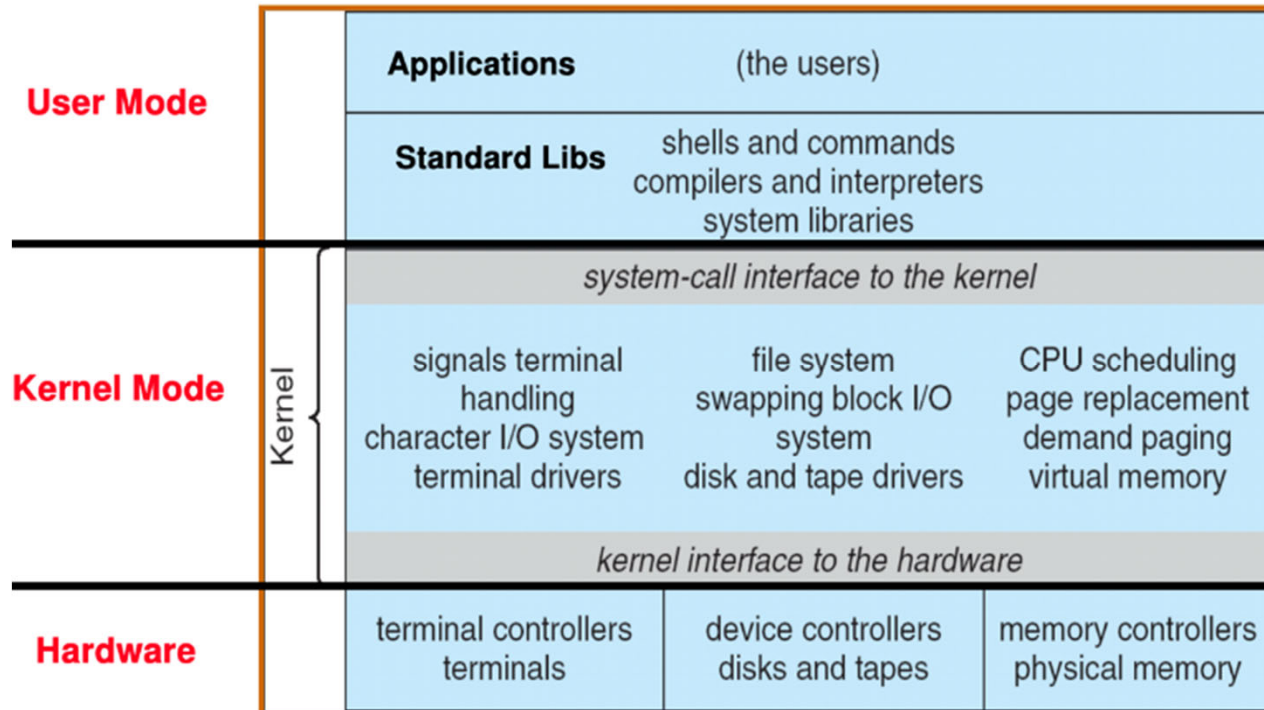 User Mode
Applications (the users)
Standard Libs
shells and commands
compilers and interpreters
system libraries
Kernel Mode
Kernel
system-call interface to the kernel
signals terminal
handling
character I/O system
terminal drivers
file system
swapping block I/O
system
disk and tape drivers
CPU scheduling
page replacement
demand paging
virtual memory
kernel interface to the hardware
Hardware
terminal controllers
terminals
device controllers
disks and tapes
memory controllers
physical memory